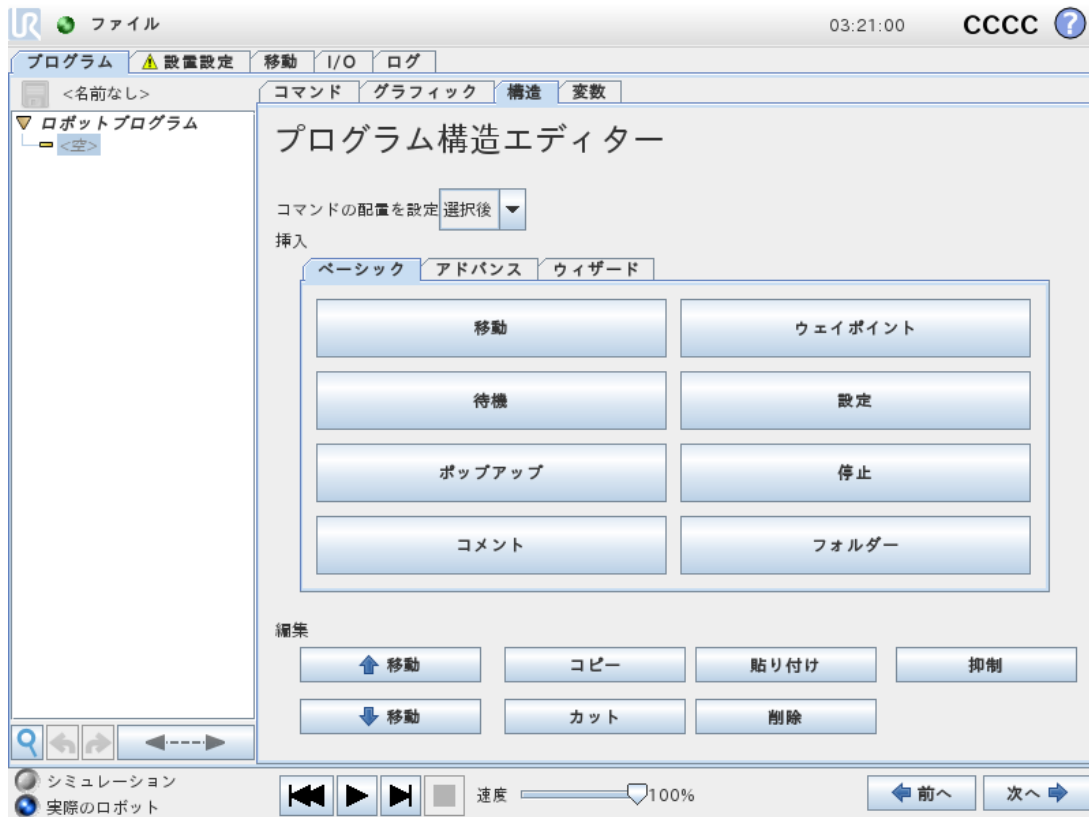 UR ファイル 03:21:00 CCCC ?
プログラム 設置設定 移動 I/O ログ
<名前なし> コマンド グラフィック 構造 変数
ロボットプログラム
<空>
プログラム構造エディター
コマンドの配置を設定 選択後
挿入
ベーシック アドバンス ウィザード
移動 ウェイポイント
待機 設定
ポップアップ 停止
コメント フォルダー
編集
移動 コピー 貼り付け 抑制
移動 カット 削除
シミュレーション
実際のロボット
速度 100% 前へ 次へ